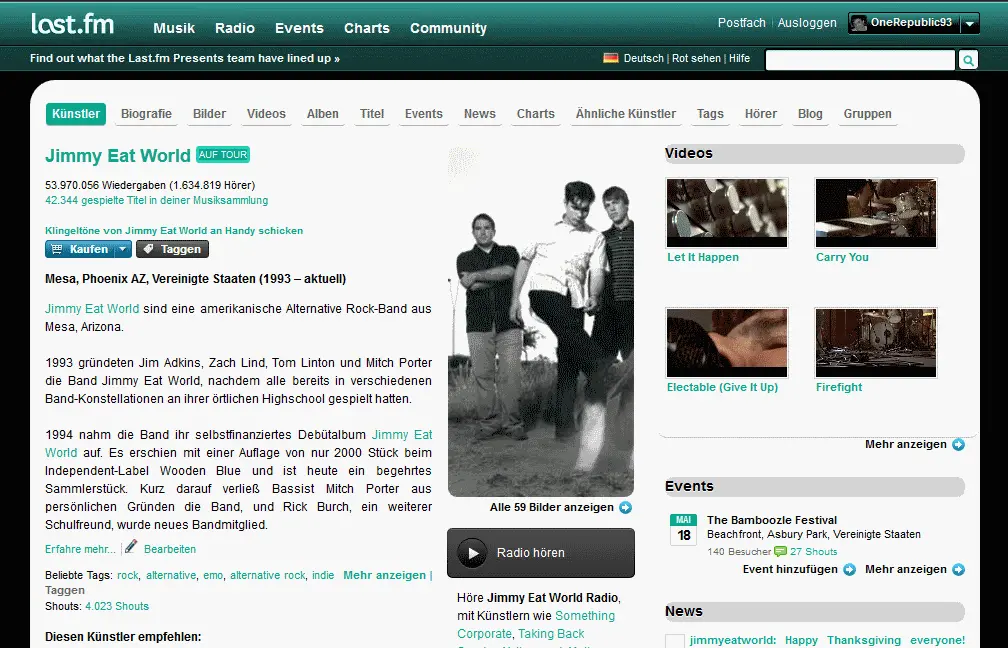 last.fm
Musik Radio Events Charts Community
Postfach Ausloggen OneRepublic93
Find out what the Last.fm Presents team have lined up »
Deutsch | Rot sehen | Hilfe
Künstler Biografie Bilder Videos Alben Titel Events News Charts Ähnliche Künstler Tags Hörer Blog Gruppen
Jimmy Eat World AUF TOUR
53.970.056 Wiedergaben (1.634.819 Hörer)
42.344 gespielte Titel in deiner Musiksammlung
Klingeltöne von Jimmy Eat World an Handy schicken
Kaufen Taggen
Mesa, Phoenix AZ, Vereinigte Staaten (1993 – aktuell)
Jimmy Eat World sind eine amerikanische Alternative Rock-Band aus
Mesa, Arizona.
1993 gründeten Jim Adkins, Zach Lind, Tom Linton und Mitch Porter
die Band Jimmy Eat World, nachdem alle bereits in verschiedenen
Band-Konstellationen an ihrer örtlichen Highschool gespielt hatten.
1994 nahm die Band ihr selbstfinanziertes Debütalbum Jimmy Eat
World auf. Es erschien mit einer Auflage von nur 2000 Stück beim
Independent-Label Wooden Blue und ist heute ein begehrtes
Sammlerstück. Kurz darauf verließ Bassist Mitch Porter aus
persönlichen Gründen die Band, und Rick Burch, ein weiterer
Schulfreund, wurde neues Bandmitglied.
Erfahre mehr... | Bearbeiten
Beliebte Tags: rock, alternative, emo, alternative rock, indie Mehr anzeigen |
Taggen
Shouts: 4.023 Shouts
Diesen Künstler empfehlen:
Alle 59 Bilder anzeigen
Radio hören
Höre Jimmy Eat World Radio,
mit Künstlern wie Something
Corporate, Taking Back
Videos
Let It Happen
Carry You
Electable (Give It Up)
Firefight
Mehr anzeigen
Events
MAI
18
The Bamboozle Festival
Beachfront, Asbury Park, Vereinigte Staaten
140 Besucher 27 Shouts
Event hinzufügen Mehr anzeigen
News
jimmyeatworld: Happy Thanksgiving everyone!